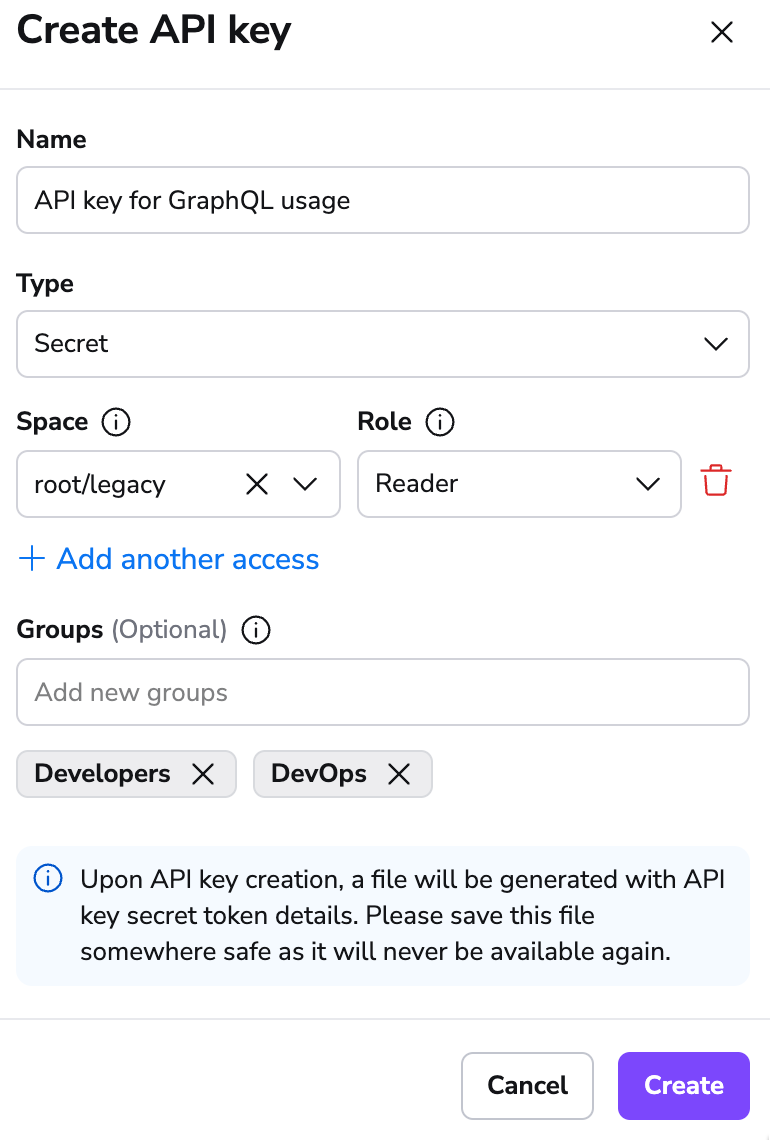 Create API key
Name
API key for GraphQL usage
Type
Secret
Space
Role
root/legacy
Reader
Add another access
Groups (Optional)
Add new groups
Developers
DevOps
Upon API key creation, a file will be generated with API
key secret token details. Please save this file
somewhere safe as it will never be available again.
Cancel
Create